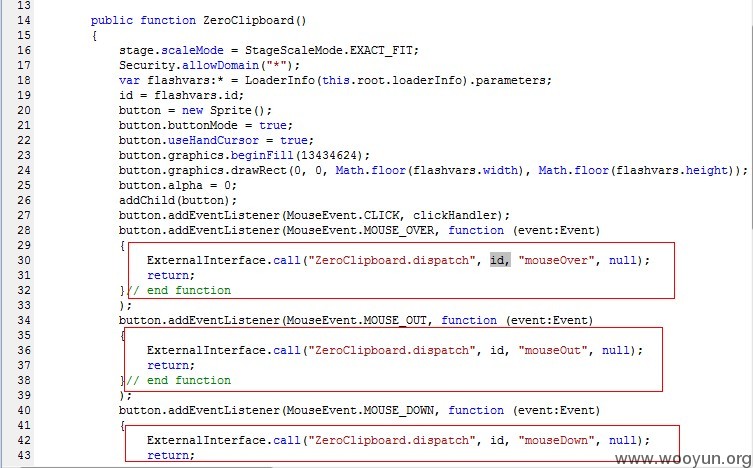 13
14 public function ZeroClipboard()
15 {
16 stage.scaleMode = StageScaleMode.EXACT_FIT;
17 Security.allowDomain("*");
18 var flashvars:* = LoaderInfo(this.root.loaderInfo).parameters;
19 id = flashvars.id;
20 button = new Sprite();
21 button.buttonMode = true;
22 button.useHandCursor = true;
23 button.graphics.beginFill(13434624);
24 button.graphics.drawRect(0, 0, Math.floor(flashvars.width), Math.floor(flashvars.height));
25 button.alpha = 0;
26 addChild(button);
27 button.addEventListener(MouseEvent.CLICK, clickHandler);
28 button.addEventListener(MouseEvent.MOUSE_OVER, function (event:Event)
29 {
30 ExternalInterface.call("ZeroClipboard.dispatch", id, "mouseOver", null);
31 return;
32 }// end function
33 );
34 button.addEventListener(MouseEvent.MOUSE_OUT, function (event:Event)
35 {
36 ExternalInterface.call("ZeroClipboard.dispatch", id, "mouseOut", null);
37 return;
38 }// end function
39 );
40 button.addEventListener(MouseEvent.MOUSE_DOWN, function (event:Event)
41 {
42 ExternalInterface.call("ZeroClipboard.dispatch", id, "mouseDown", null);
43 return;
www.wooyun.org